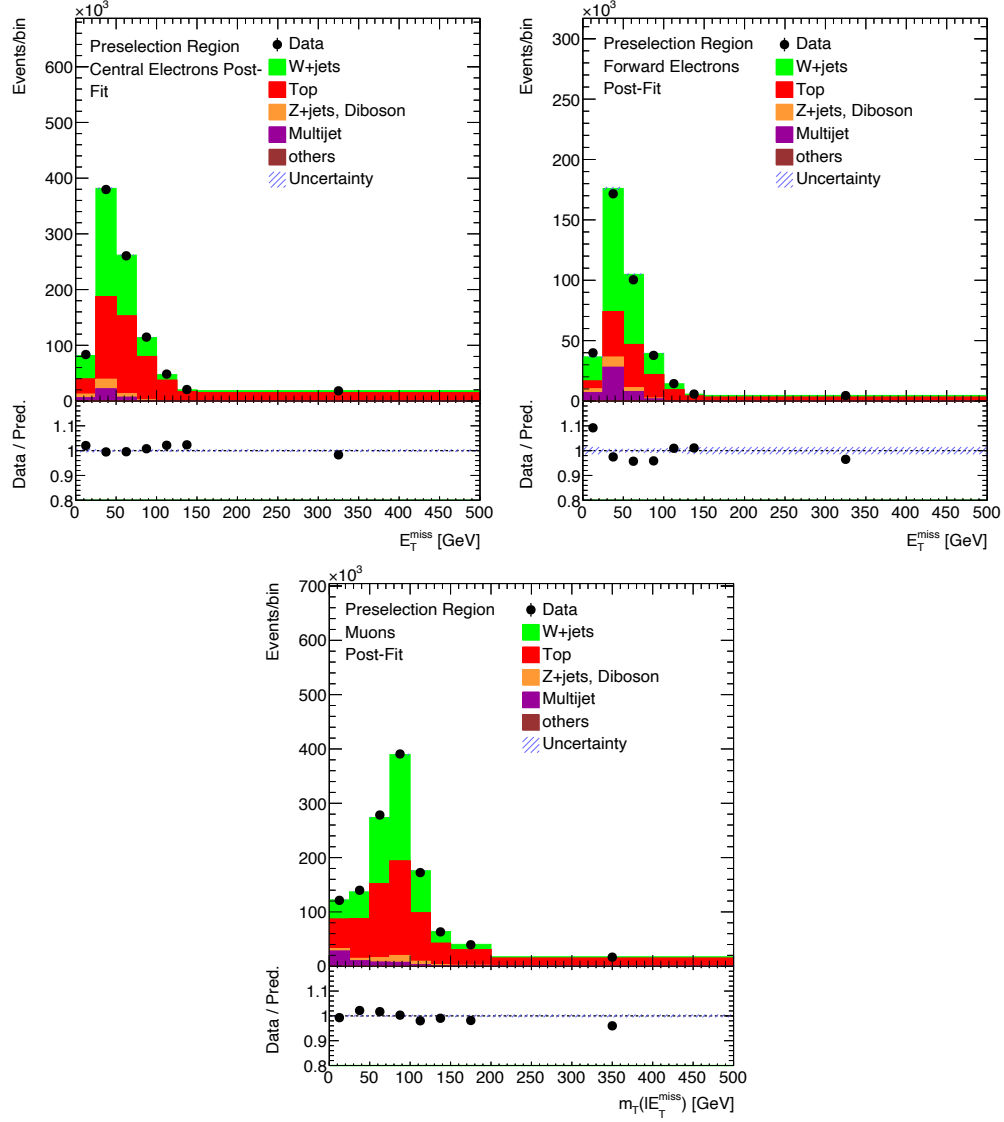 ×10³
Events/bin
600
500
400
300
200
100
0
Preselection Region
Central Electrons Post-
Fit
Data
W+jets
Top
Z+jets, Diboson
Multijet
others
Uncertainty
Data / Pred.
1.1
1
0.9
0.8
0 50 100 150 200 250 300 350 400 450 500
E_T^miss [GeV]
×10³
Events/bin
300
250
200
150
100
50
0
Preselection Region
Forward Electrons
Post-Fit
Data
W+jets
Top
Z+jets, Diboson
Multijet
others
Uncertainty
Data / Pred.
1.1
1
0.9
0.8
0 50 100 150 200 250 300 350 400 450 500
E_T^miss [GeV]
×10³
Events/bin
700
600
500
400
300
200
100
0
Preselection Region
Muons
Post-Fit
Data
W+jets
Top
Z+jets, Diboson
Multijet
others
Uncertainty
Data / Pred.
1.1
1
0.9
0.8
0 50 100 150 200 250 300 350 400 450 500
m_T(lE_T^miss) [GeV]